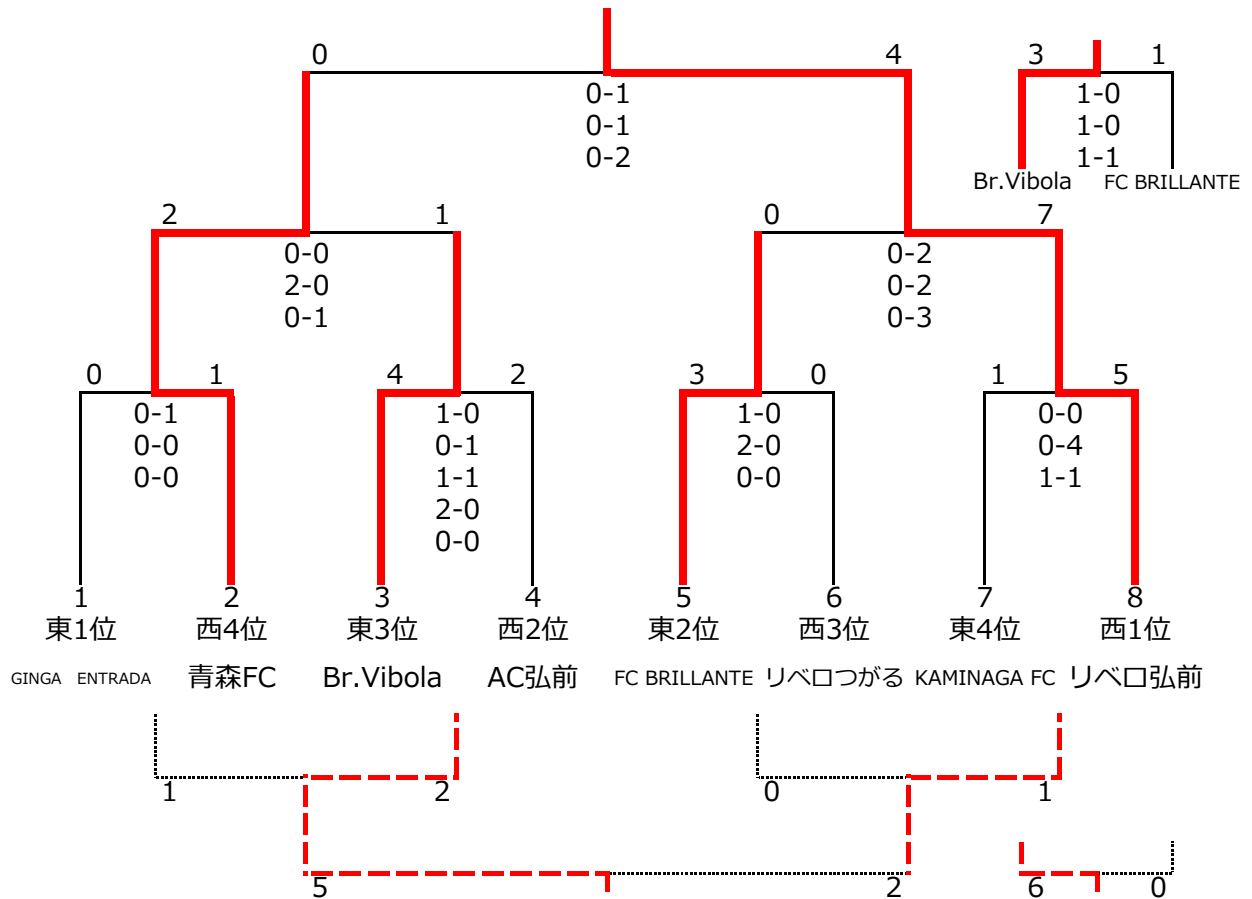 0 4 3 1
0-1 1-0
0-1 1-0
0-2 1-1
Br.Vibola FC BRILLANTE
2 1 0 7
0-0 0-2
2-0 0-2
0-1 0-3
0 1 4 2 3 0 1 5
0-1 1-0 1-0 0-0
0-0 0-1 2-0 0-4
0-0 1-1 0-0 1-1
2-0
0-0
1 2 3 4 5 6 7 8
東1位 西4位 東3位 西2位 東2位 西3位 東4位 西1位
GINGA ENTRADA 青森FC Br.Vibola AC弘前 FC BRILLANTE リベロつがる KAMINAGA FC リベロ弘前
1 2 0 1
5 2 6 0